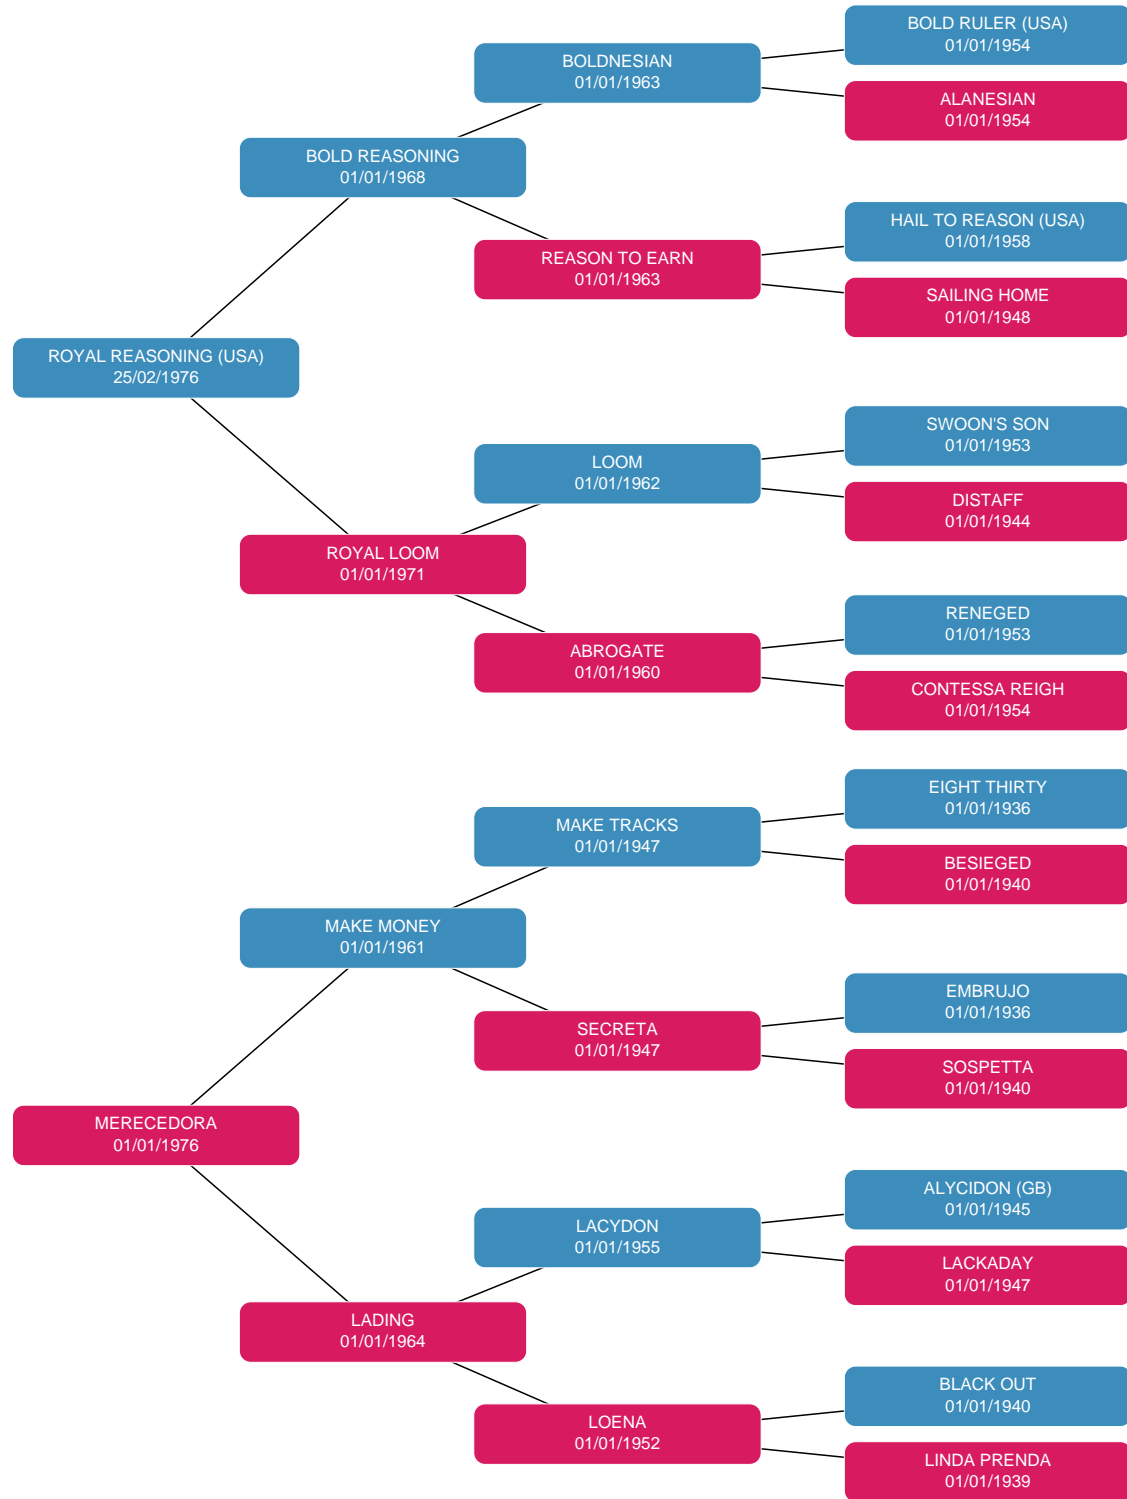 BOLD RULER (USA)
01/01/1954
BOLDNESIAN
01/01/1963
ALANESIAN
01/01/1954
BOLD REASONING
01/01/1968
HAIL TO REASON (USA)
01/01/1958
REASON TO EARN
01/01/1963
SAILING HOME
01/01/1948
ROYAL REASONING (USA)
25/02/1976
SWOON'S SON
01/01/1953
LOOM
01/01/1962
DISTAFF
01/01/1944
ROYAL LOOM
01/01/1971
RENEGED
01/01/1953
ABROGATE
01/01/1960
CONTESSA REIGH
01/01/1954
EIGHT THIRTY
01/01/1936
MAKE TRACKS
01/01/1947
BESIEGED
01/01/1940
MAKE MONEY
01/01/1961
EMBRUJO
01/01/1936
SECRETA
01/01/1947
SOSPETTA
01/01/1940
MERECEDORA
01/01/1976
ALYCIDON (GB)
01/01/1945
LACYDON
01/01/1955
LACKADAY
01/01/1947
LADING
01/01/1964
BLACK OUT
01/01/1940
LOENA
01/01/1952
LINDA PRENDA
01/01/1939